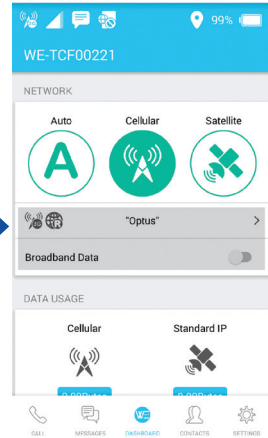 99%
WE-TCF00221
NETWORK
Auto Cellular Satellite
A
"Optus" >
Broadband Data
DATA USAGE
Cellular Standard IP
CALL MESSAGES WE DASHBOARD CONTACTS SETTINGS